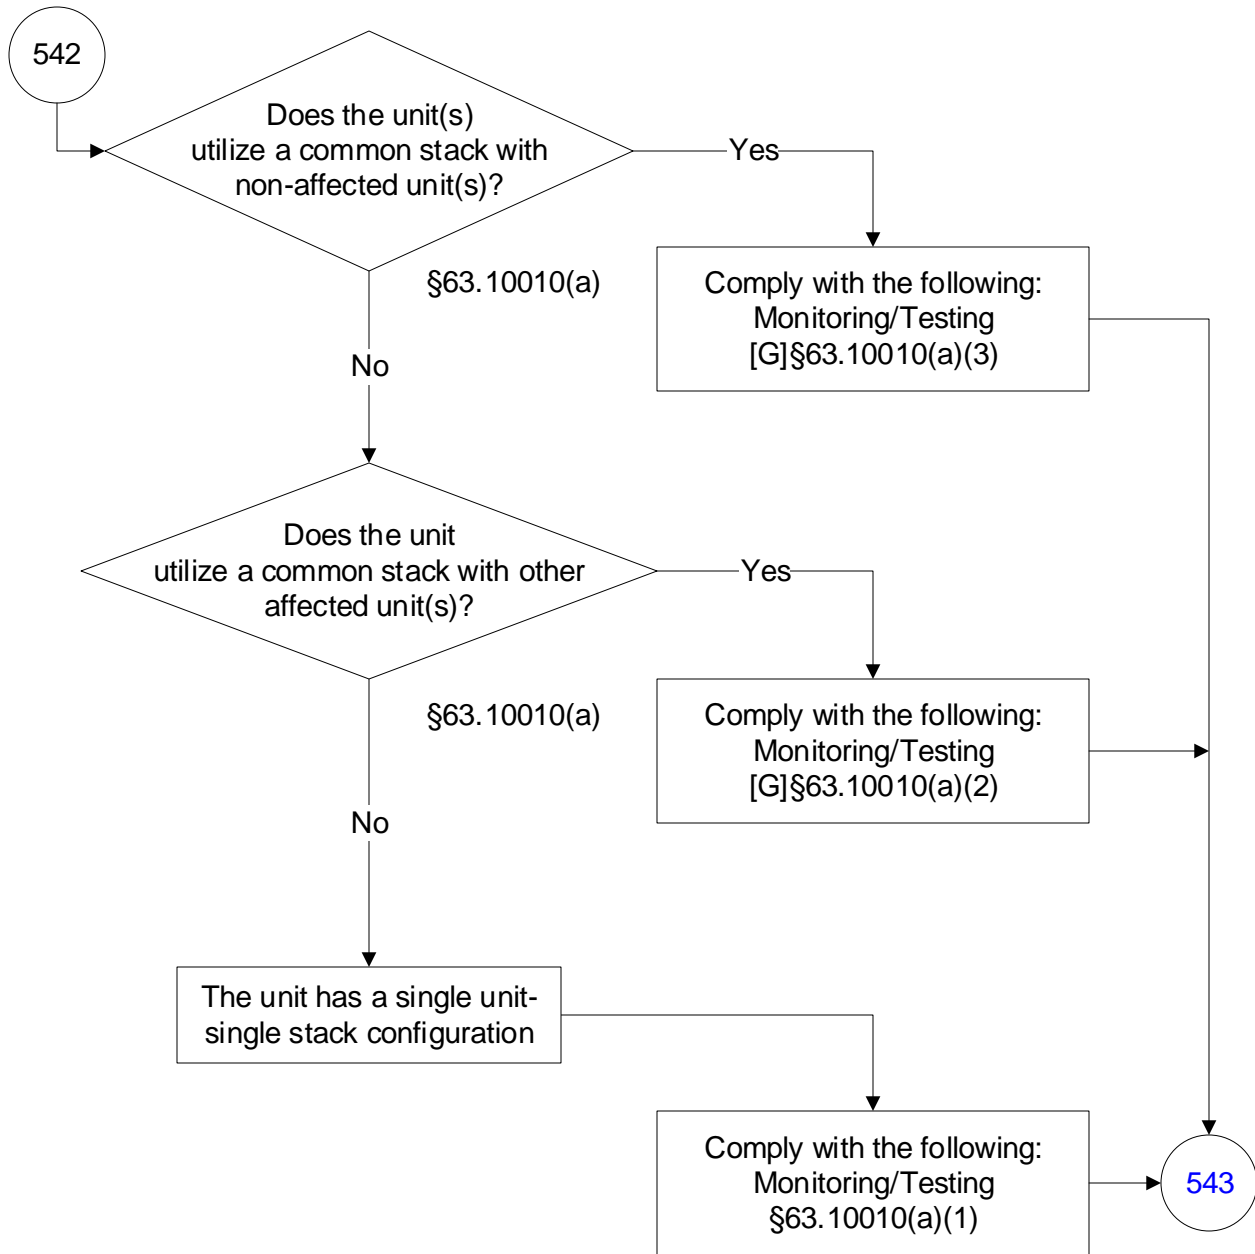 542
Does the unit(s)
utilize a common stack with
non-affected unit(s)?
Yes
§63.10010(a)
Comply with the following:
Monitoring/Testing
[G]§63.10010(a)(3)
No
Does the unit
utilize a common stack with other
affected unit(s)?
Yes
§63.10010(a)
Comply with the following:
Monitoring/Testing
[G]§63.10010(a)(2)
No
The unit has a single unit-
single stack configuration
Comply with the following:
Monitoring/Testing
§63.10010(a)(1)
543